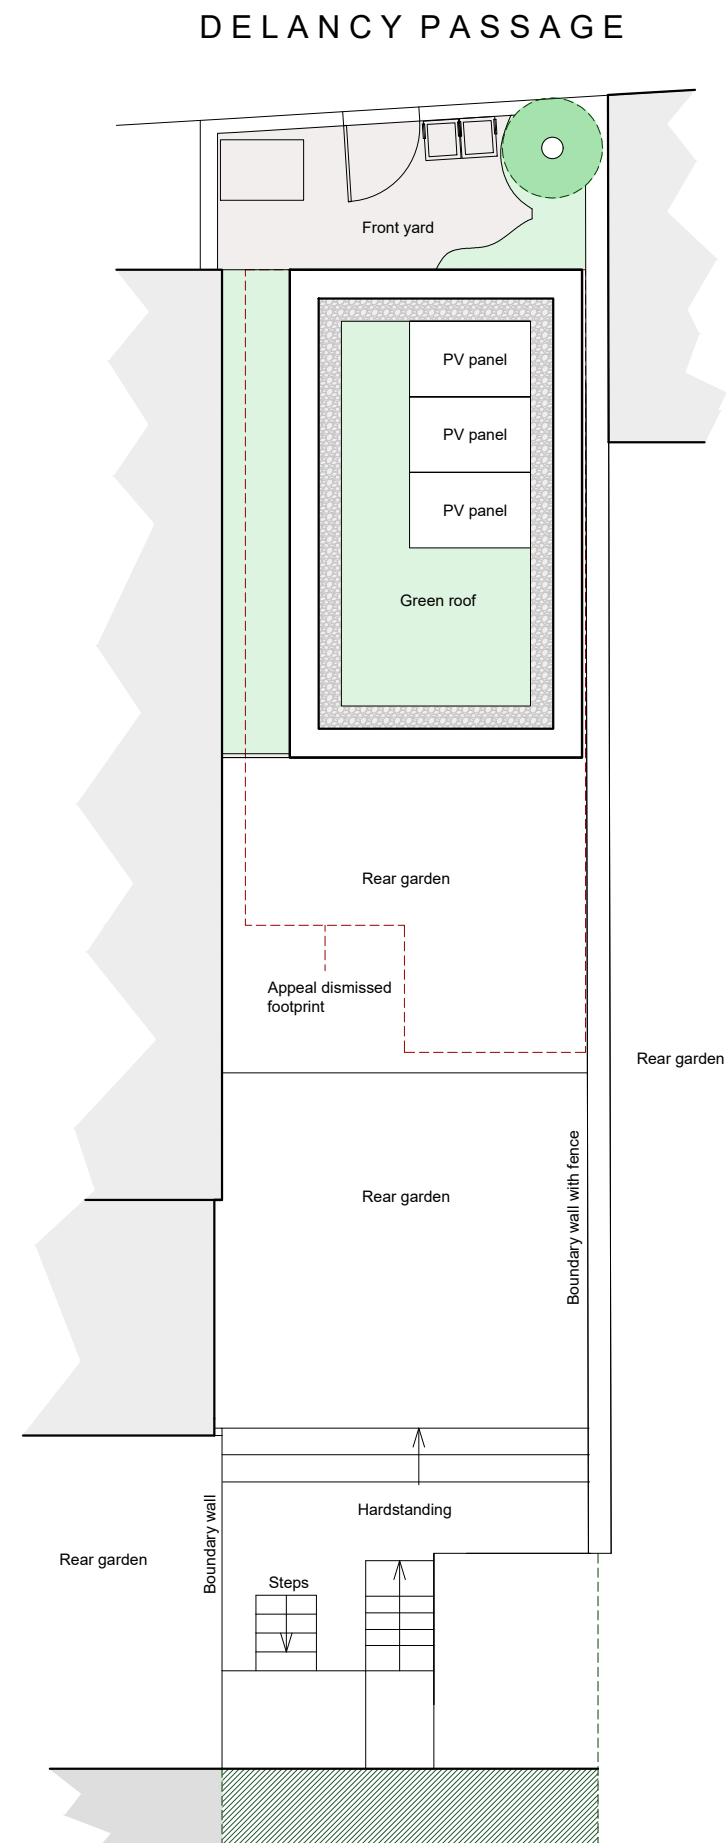 DELANCY PASSAGE
Front yard
PV panel
PV panel
PV panel
Green roof
Rear garden
Appeal dismissed
footprint
Rear garden
Boundary wall with fence
Rear garden
Hardstanding
Boundary wall
Rear garden
Steps